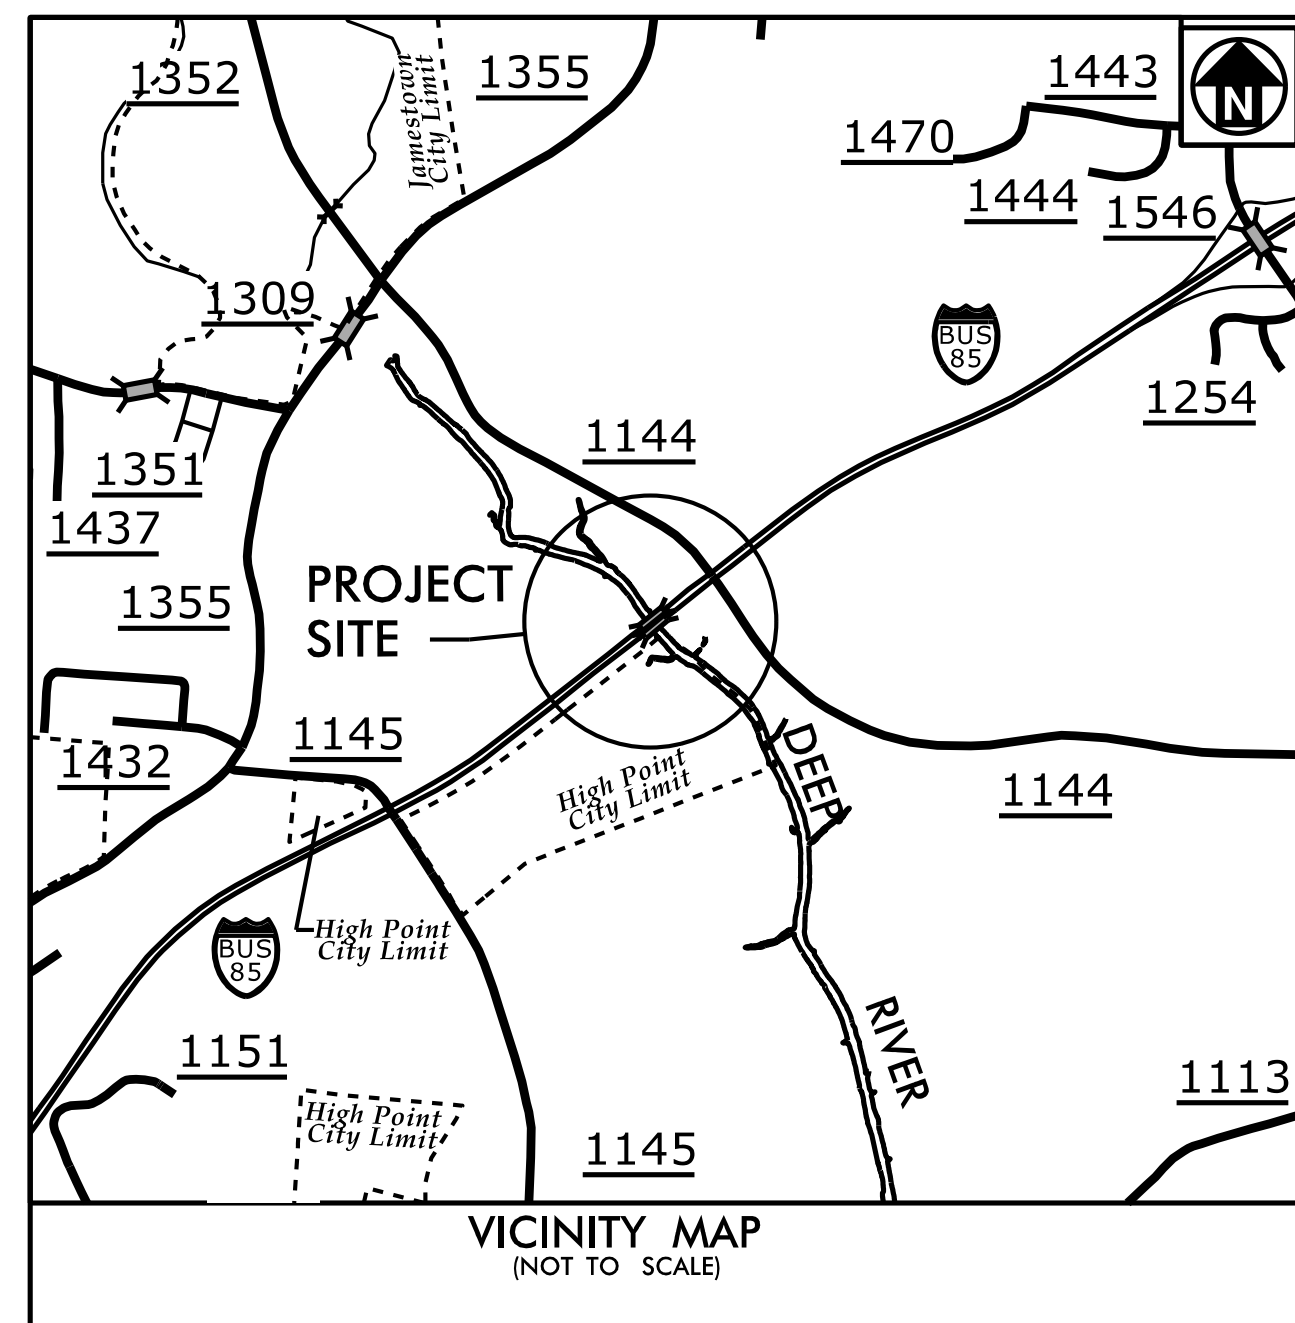 1352
Jamestown
City Limit
1355
1443
N
1470
1444
1546
1309
BUS
85
1254
1144
1351
1437
PROJECT
SITE
1355
1145
1432
High Point
City Limit
DEEP
1144
High Point
City Limit
BUS
85
RIVER
1151
1113
High Point
City Limit
1145
VICINITY MAP
(NOT TO SCALE)